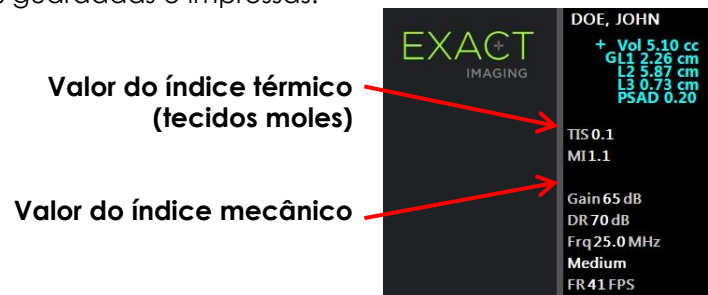 s guardadas e impressas.
EXACT
IMAGING
Valor do índice térmico
(tecidos moles)
Valor do índice mecânico
DOE, JOHN
+ Vol 5.10 cc
GL1 2.26 cm
L2 5.87 cm
L3 0.73 cm
PSAD 0.20
TIS 0.1
MI 1.1
Gain 65 dB
DR 70 dB
Frq 25.0 MHz
Medium
FR 41 FPS